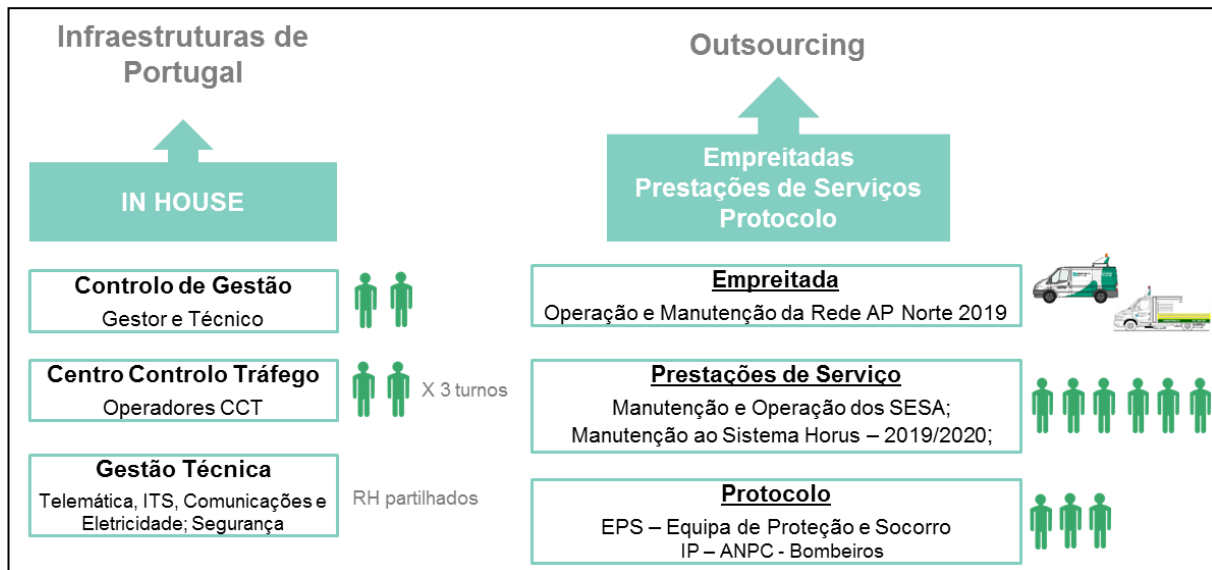 Infraestruturas de
Portugal
IN HOUSE
Controlo de Gestão
Gestor e Técnico
Centro Controlo Tráfego
Operadores CCT
X 3 turnos
Gestão Técnica
Telemática, ITS, Comunicações e
Eletricidade; Segurança
RH partilhados
Outsourcing
Empreitadas
Prestações de Serviços
Protocolo
Empreitada
Operação e Manutenção da Rede AP Norte 2019
Prestações de Serviço
Manutenção e Operação dos SESA;
Manutenção ao Sistema Horus – 2019/2020;
Protocolo
EPS – Equipa de Proteção e Socorro
IP – ANPC - Bombeiros